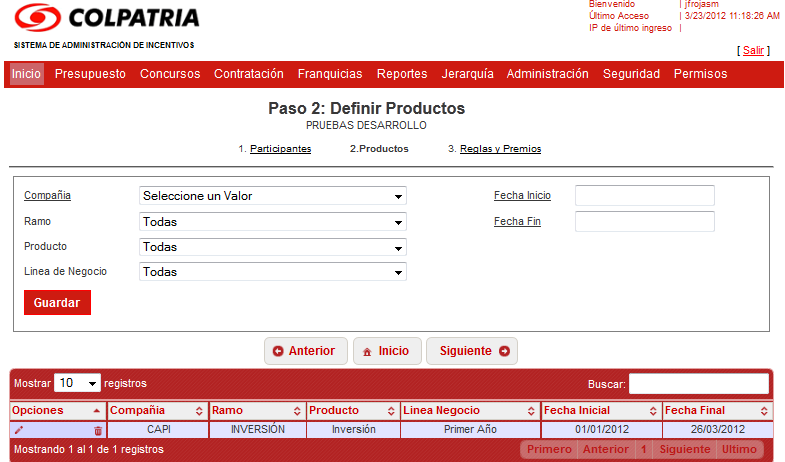 Bienvenido | jfrojasm
COLPATRIA
Último Acceso | 3/23/2012 11:18:26 AM
IP de último ingreso |
SISTEMA DE ADMINISTRACIÓN DE INCENTIVOS
[ Salir ]
Inicio Presupuesto Concursos Contratación Franquicias Reportes Jerarquía Administración Seguridad Permisos
Paso 2: Definir Productos
PRUEBAS DESARROLLO
1. Participantes 2.Productos 3. Reglas y Premios
Compañia Seleccione un Valor Fecha Inicio
Ramo Todas Fecha Fin
Producto Todas
Linea de Negocio Todas
Guardar
Anterior Inicio Siguiente
Mostrar 10 registros Buscar:
Opciones Compañia Ramo Producto Linea Negocio Fecha Inicial Fecha Final
CAPI INVERSIÓN Inversión Primer Año 01/01/2012 26/03/2012
Mostrando 1 al 1 de 1 registros Primero Anterior 1 Siguiente Ultimo